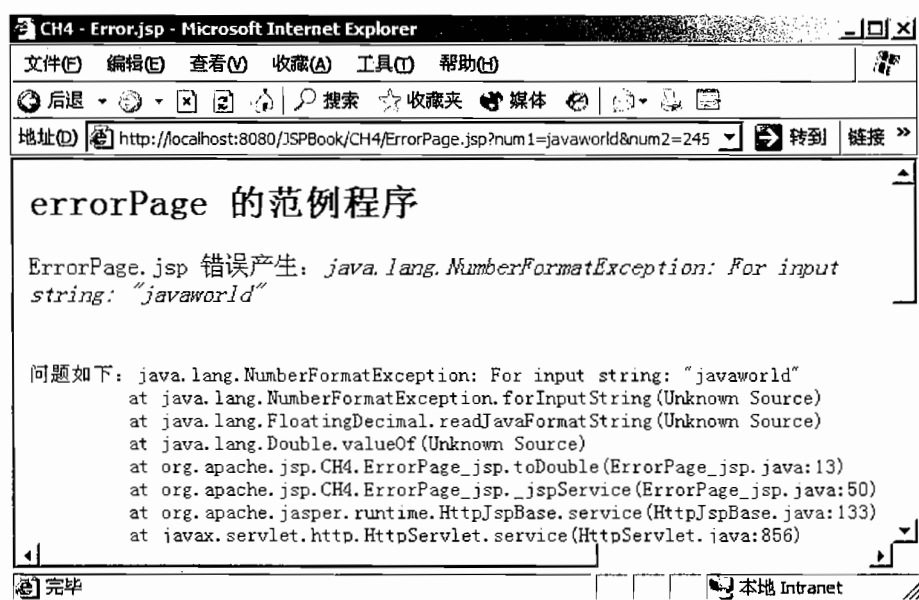 CH4 - Error.jsp - Microsoft Internet Explorer
文件(F) 编辑(E) 查看(V) 收藏(A) 工具(T) 帮助(H)
后退 搜索 收藏夹 媒体
地址(D) http://localhost:8080/JSPBook/CH4/ErrorPage.jsp?num1=javaworld&num2=245 转到 链接 »
errorPage 的范例程序
ErrorPage.jsp 错误产生：java.lang.NumberFormatException: For input
string: "javaworld"
问题如下：java.lang.NumberFormatException: For input string: "javaworld"
at java.lang.NumberFormatException.forInputString(Unknown Source)
at java.lang.FloatingDecimal.readJavaFormatString(Unknown Source)
at java.lang.Double.valueOf(Unknown Source)
at org.apache.jsp.CH4.ErrorPage_jsp.toDouble(ErrorPage_jsp.java:13)
at org.apache.jsp.CH4.ErrorPage_jsp._jspService(ErrorPage_jsp.java:50)
at org.apache.jasper.runtime.HttpJspBase.service(HttpJspBase.java:133)
at javax.servlet.http.HttpServlet.service(HttpServlet.java:856)
完毕 本地 Intranet